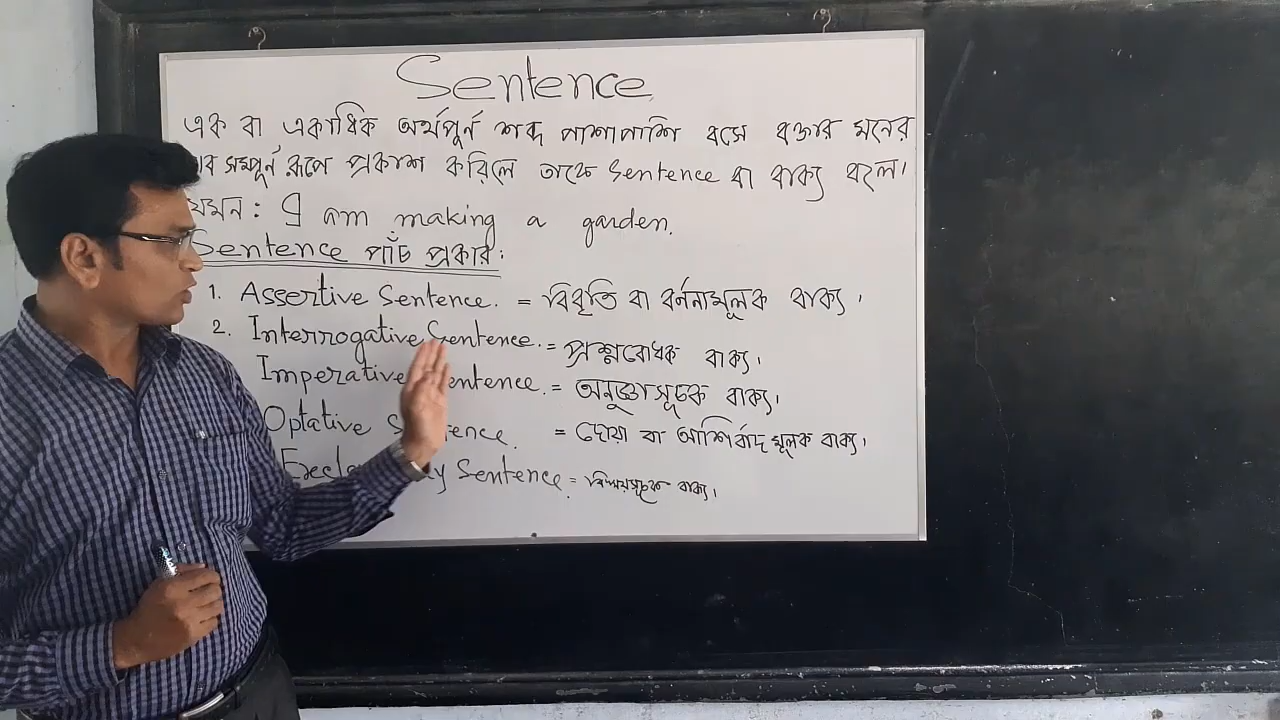 Sentence
এক বা একাধিক অর্থপূর্ন শব্দ পাশাপাশি বসে বক্তার মনের
সম্পূর্ন রূপে প্রকাশ করিলে তাকে Sentence বা বাক্য বলে।
যেমন: I am making a garden.
Sentence পাঁচ প্রকার:
1. Assertive Sentence. = বিবৃতি বা বর্ননামূলক বাক্য।
2. Interrogative Sentence. = প্রশ্নবোধক বাক্য।
Imperative entence. = অনুজ্ঞাসূচক বাক্য।
Optative S ence. = দোয়া বা আশির্বাদ মূলক বাক্য।
Sentence = বিস্ময়সূচক বাক্য।